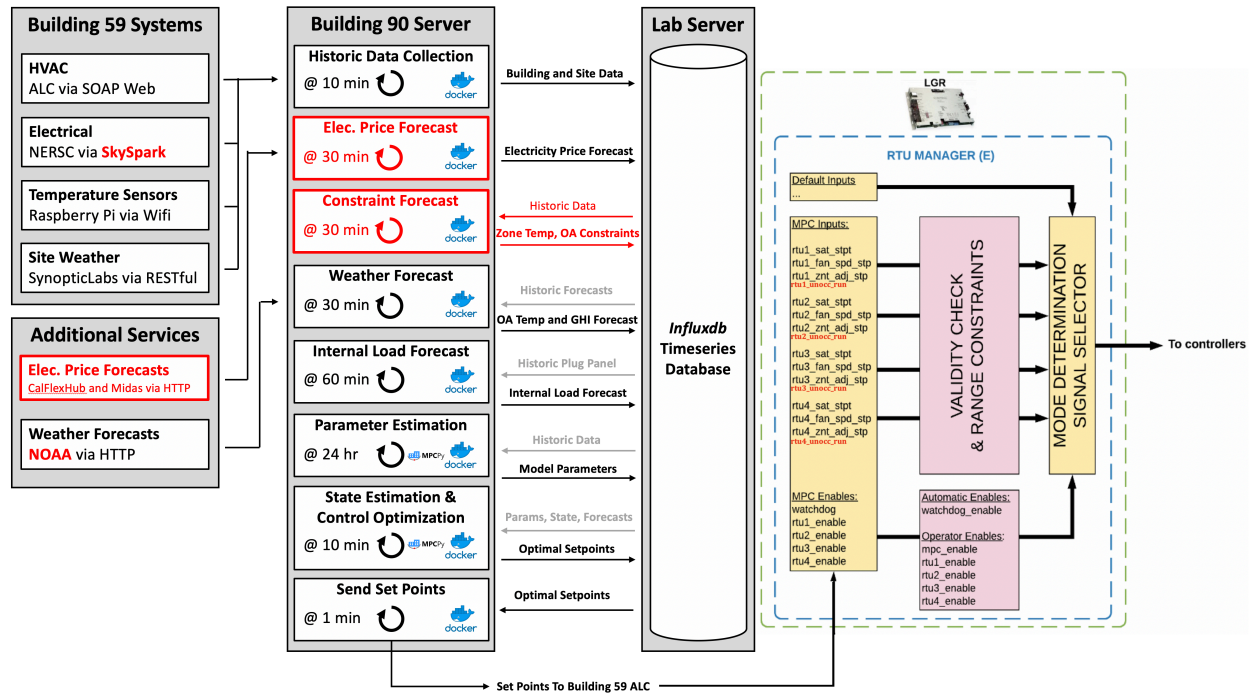 Building 59 Systems
HVAC
ALC via SOAP Web
Electrical
NERSC via SkySpark
Temperature Sensors
Raspberry Pi via Wifi
Site Weather
SynopticLabs via RESTful
Additional Services
Elec. Price Forecasts
CalFlexHub and Midas via HTTP
Weather Forecasts
NOAA via HTTP
Building 90 Server
Historic Data Collection
@ 10 min
docker
Elec. Price Forecast
@ 30 min
docker
Constraint Forecast
@ 30 min
docker
Weather Forecast
@ 30 min
docker
Internal Load Forecast
@ 60 min
docker
Parameter Estimation
@ 24 hr
MPCPy
docker
State Estimation &
Control Optimization
@ 10 min
MPCPy
docker
Send Set Points
@ 1 min
docker
Building and Site Data
Electricity Price Forecast
Historic Data
Zone Temp, OA Constraints
Historic Forecasts
OA Temp and GHI Forecast
Historic Plug Panel
Internal Load Forecast
Historic Data
Model Parameters
Params, State, Forecasts
Optimal Setpoints
Optimal Setpoints
Set Points To Building 59 ALC
Lab Server
Influxdb
Timeseries
Database
LGR
RTU MANAGER (E)
Default Inputs
...
MPC Inputs:
rtu1_sat_stpt
rtu1_fan_spd_stp
rtu1_znt_adj_stp
rtu1_unocc_run
rtu2_sat_stpt
rtu2_fan_spd_stp
rtu2_znt_adj_stp
rtu2_unocc_run
rtu3_sat_stpt
rtu3_fan_spd_stp
rtu3_znt_adj_stp
rtu3_unocc_run
rtu4_sat_stpt
rtu4_fan_spd_stp
rtu4_znt_adj_stp
rtu4_unocc_run
MPC Enables:
watchdog
rtu1_enable
rtu2_enable
rtu3_enable
rtu4_enable
VALIDITY CHECK
& RANGE CONSTRAINTS
Automatic Enables:
watchdog_enable
Operator Enables:
mpc_enable
rtu1_enable
rtu2_enable
rtu3_enable
rtu4_enable
MODE DETERMINATION
SIGNAL SELECTOR
To controllers